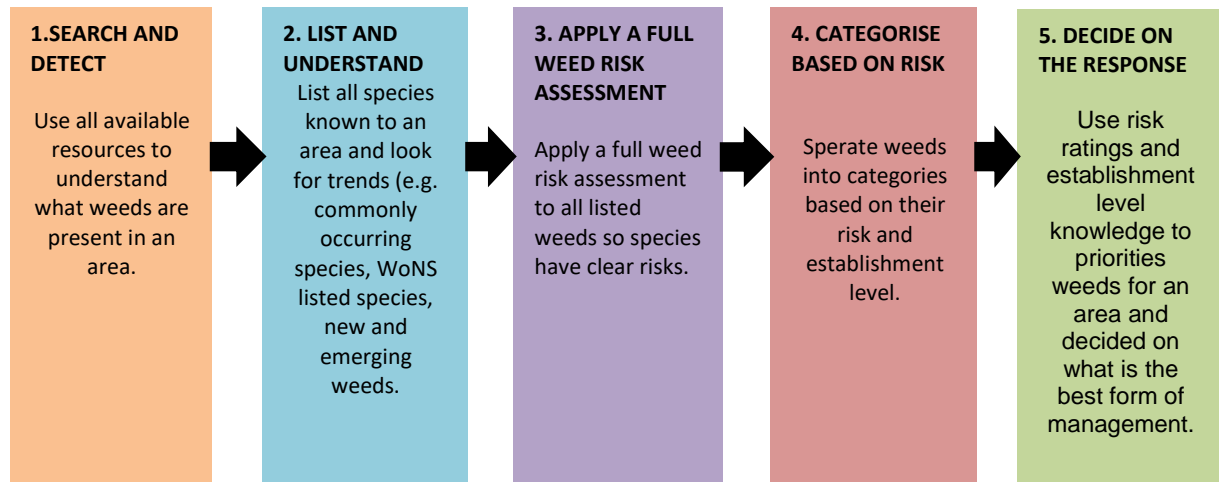 1.SEARCH AND
DETECT
Use all available
resources to
understand
what weeds are
present in an
area.
2. LIST AND
UNDERSTAND
List all species
known to an
area and look
for trends (e.g.
commonly
occurring
species, WoNS
listed species,
new and
emerging
weeds.
3. APPLY A FULL
WEED RISK
ASSESSMENT
Apply a full weed
risk assessment
to all listed
weeds so species
have clear risks.
4. CATEGORISE
BASED ON RISK
Sperate weeds
into categories
based on their
risk and
establishment
level.
5. DECIDE ON
THE RESPONSE
Use risk
ratings and
establishment
level
knowledge to
priorities
weeds for an
area and
decided on
what is the
best form of
management.